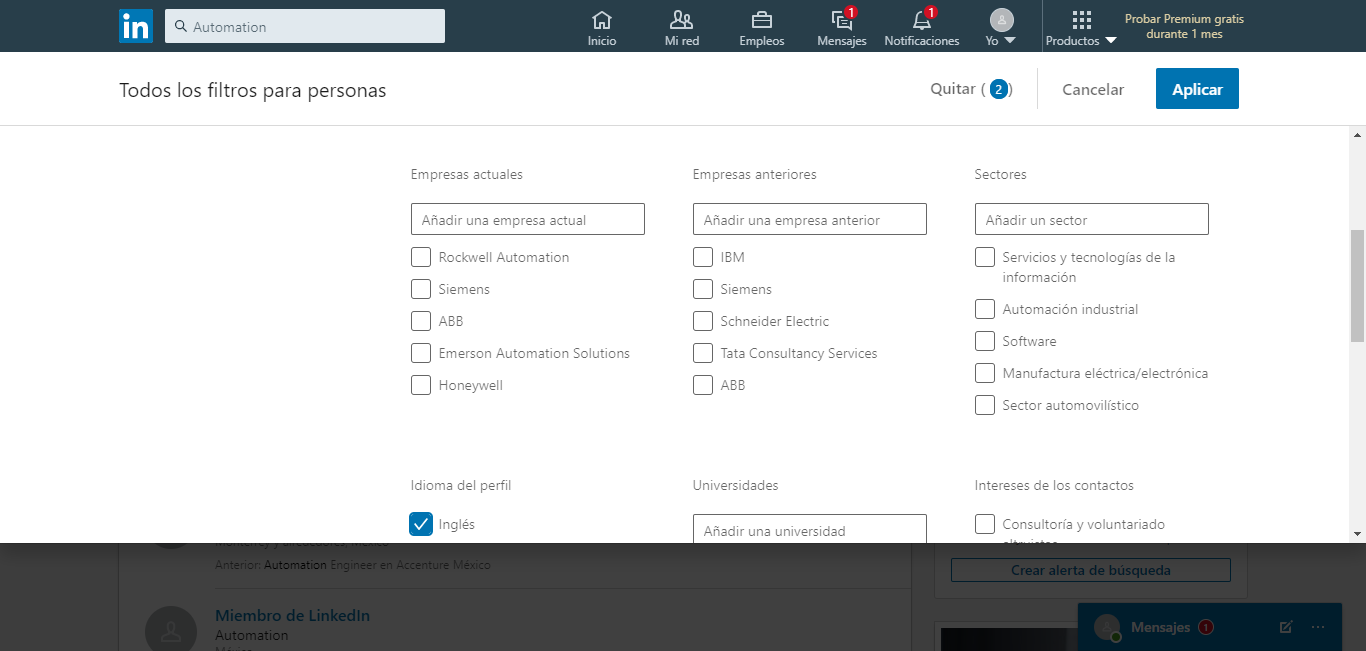 in
Automation
Inicio
Mi red
Empleos
1
Mensajes
1
Notificaciones
Yo
Productos
Probar Premium gratis
durante 1 mes
Todos los filtros para personas
Quitar ( 2 )
Cancelar
Aplicar
Empresas actuales
Añadir una empresa actual
Rockwell Automation
Siemens
ABB
Emerson Automation Solutions
Honeywell
Empresas anteriores
Añadir una empresa anterior
IBM
Siemens
Schneider Electric
Tata Consultancy Services
ABB
Sectores
Añadir un sector
Servicios y tecnologías de la
información
Automación industrial
Software
Manufactura eléctrica/electrónica
Sector automovilístico
Idioma del perfil
Inglés
Universidades
Añadir una universidad
Intereses de los contactos
Consultoría y voluntariado
altruistas
Monterrey y alrededores, México
Anterior: Automation Engineer en Accenture México
Miembro de LinkedIn
Automation
México
Crear alerta de búsqueda
Mensajes 1